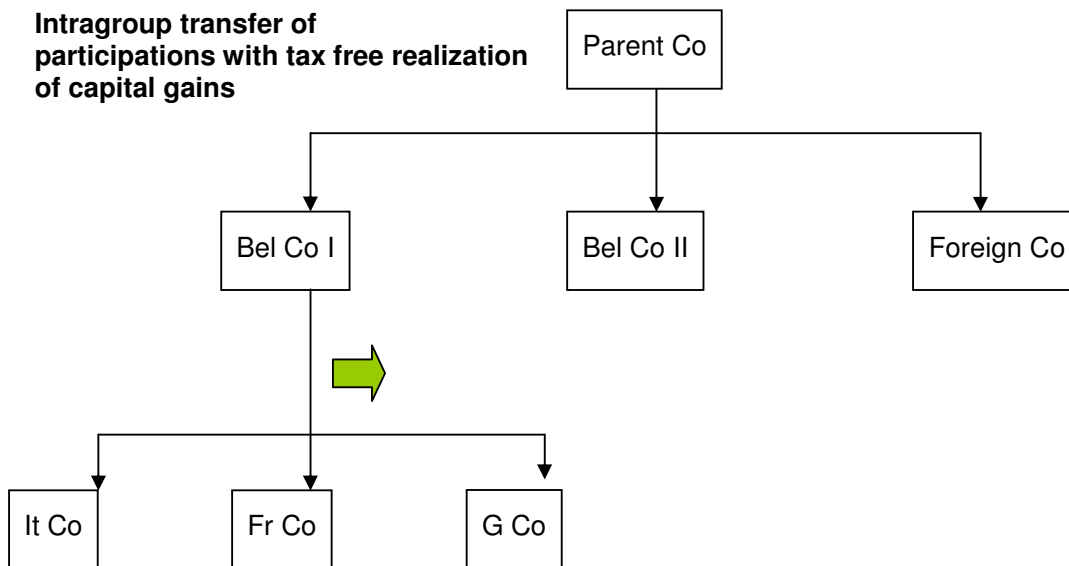 Intragroup transfer of
participations with tax free realization
of capital gains
Parent Co
Bel Co I
Bel Co II
Foreign Co
It Co
Fr Co
G Co